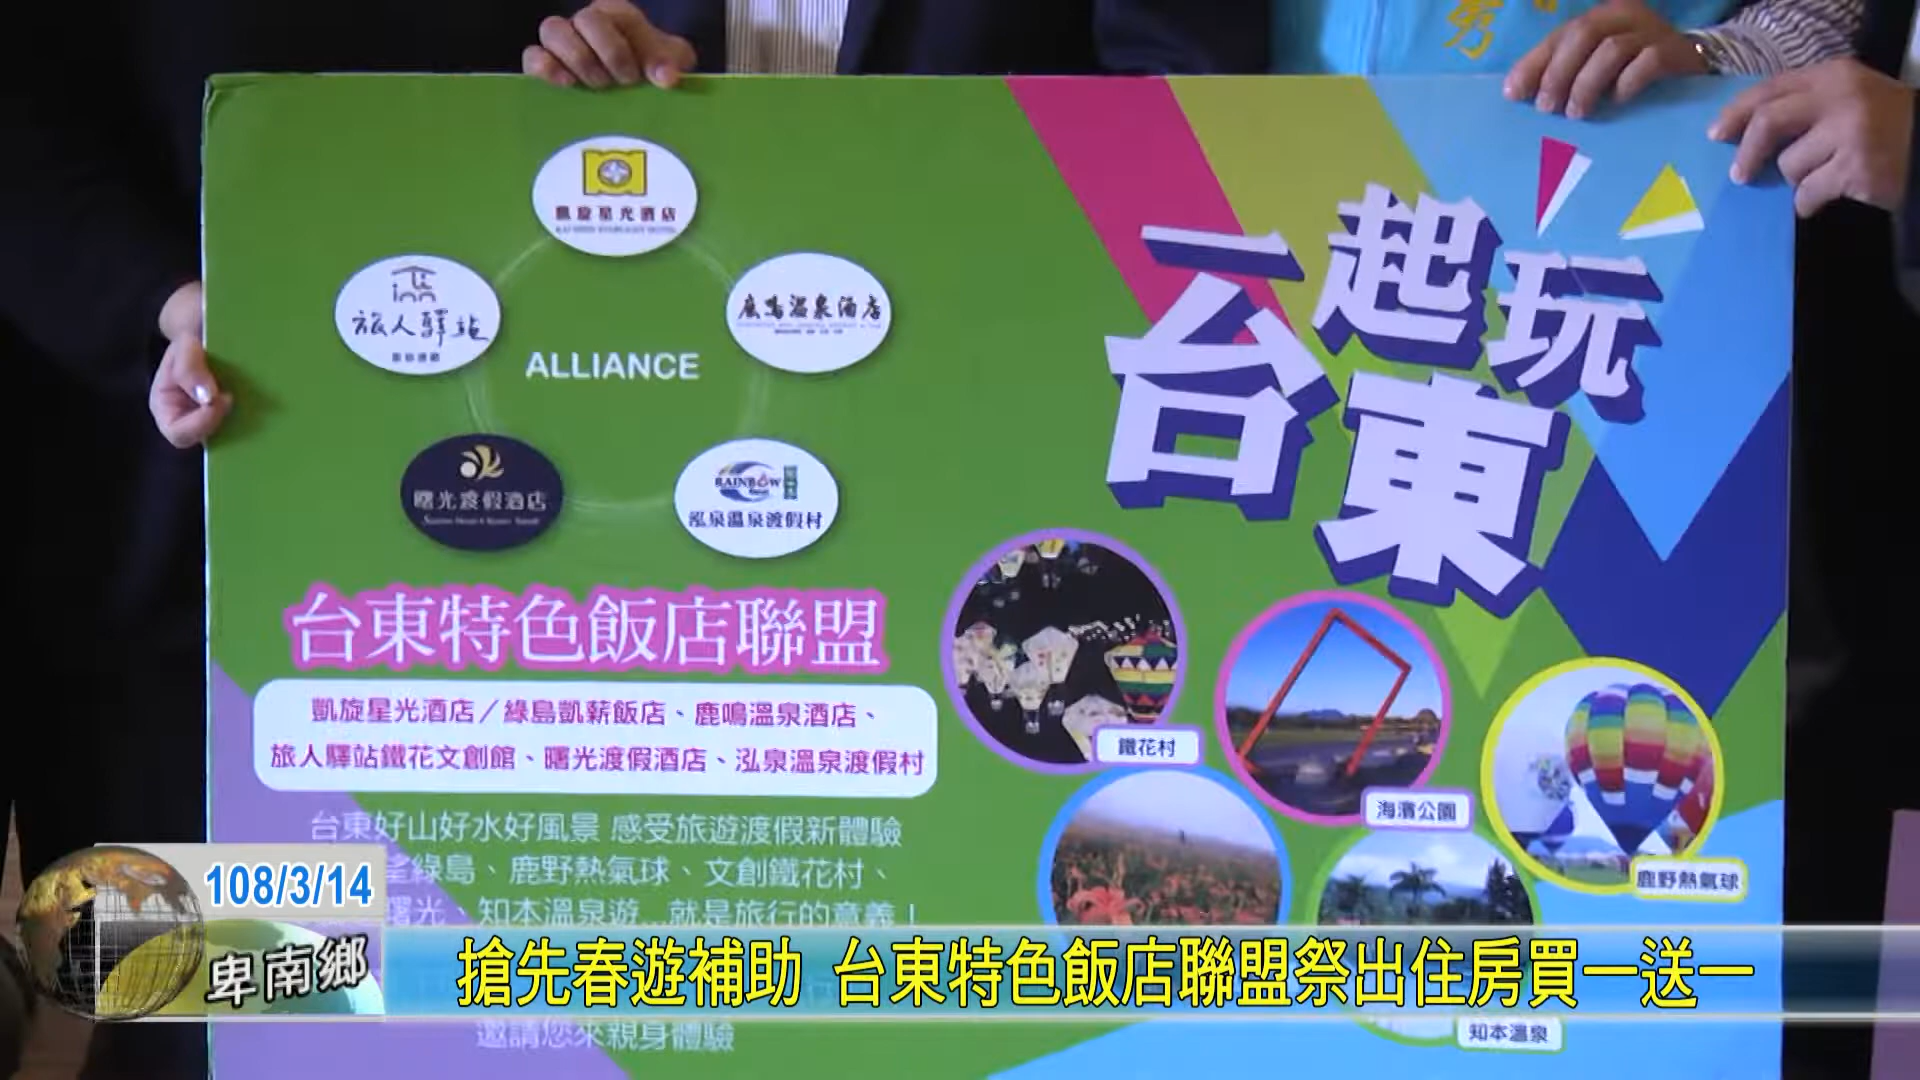 秀
凱旋星光酒店
inn
旅人驛站
鹿鳴溫泉酒店
ALLIANCE
曙光渡假酒店
RAINBOW
泓泉溫泉渡假村
一起玩
台東
台東特色飯店聯盟
凱旋星光酒店／綠島凱薪飯店、鹿鳴溫泉酒店、
旅人驛站鐵花文創館、曙光渡假酒店、泓泉溫泉渡假村
台東好山好水好風景 感受旅遊渡假新體驗
望綠島、鹿野熱氣球、文創鐵花村、
曙光、知本溫泉遊...就是旅行的意義！
邀請您來親身體驗
鐵花村
海濱公園
鹿野熱氣球
知本溫泉
108/3/14
卑南鄉
搶先春遊補助 台東特色飯店聯盟祭出住房買一送一